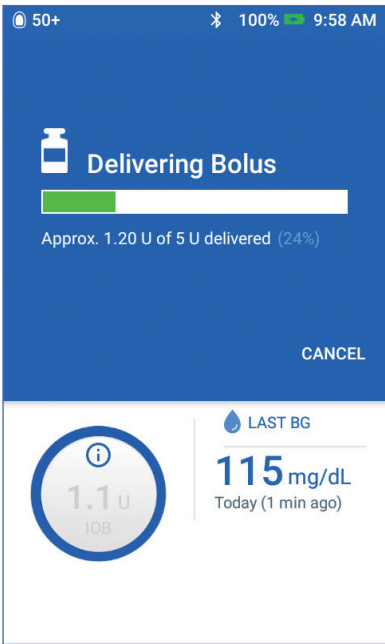 50+ 100% 9:58 AM
Delivering Bolus
Approx. 1.20 U of 5 U delivered (24%)
CANCEL
LAST BG
115 mg/dL
Today (1 min ago)
1.1 U
IOB